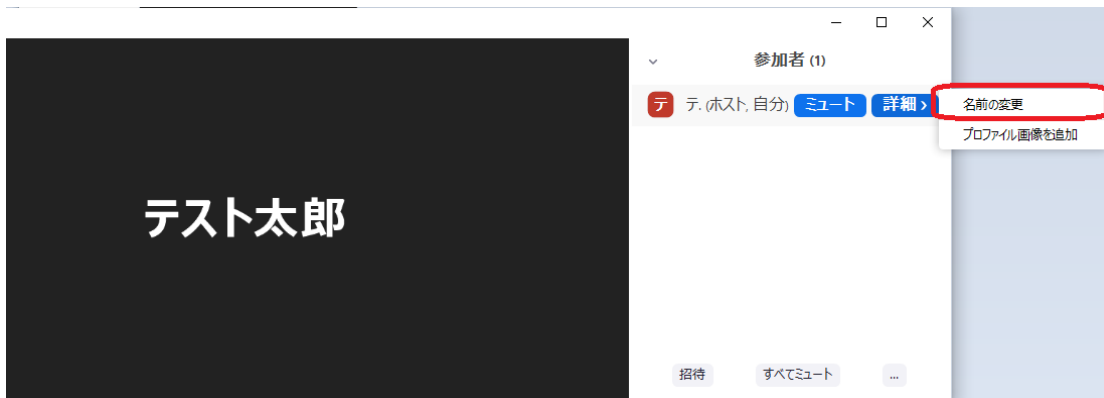 参加者 (1)
テ テ. (ホスト, 自分) ミュート 詳細 >
名前の変更
プロファイル画像を追加
テスト太郎
招待 すべてミュート ...